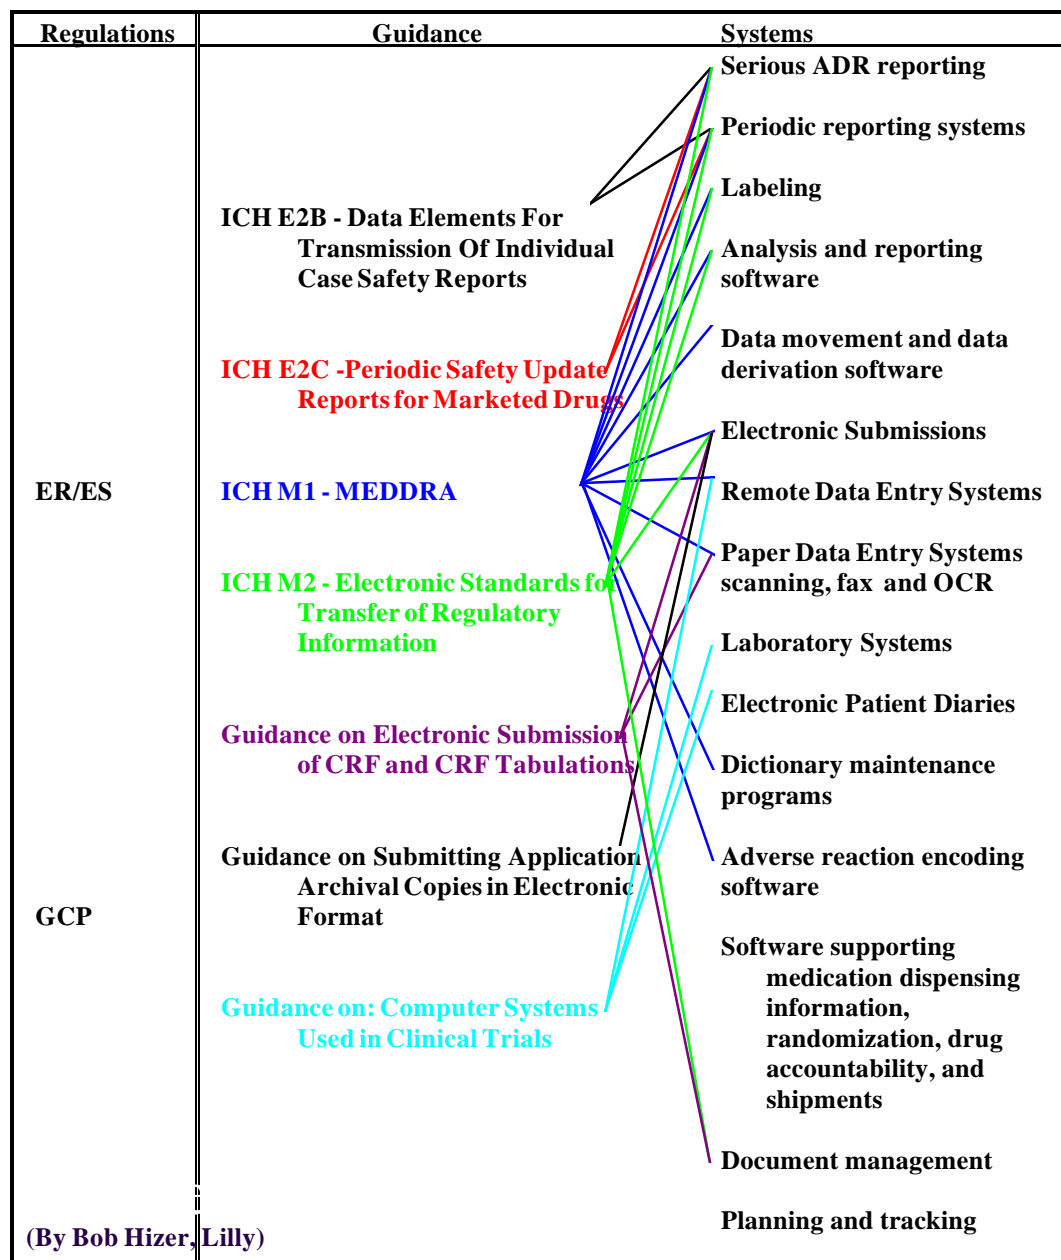 Regulations
Guidance
Systems
Serious ADR reporting
Periodic reporting systems
Labeling
ICH E2B - Data Elements For
Transmission Of Individual
Case Safety Reports
Analysis and reporting
software
Data movement and data
derivation software
ICH E2C -Periodic Safety Update
Reports for Marketed Drugs
Electronic Submissions
ER/ES
ICH M1 - MEDDRA
Remote Data Entry Systems
Paper Data Entry Systems
scanning, fax and OCR
ICH M2 - Electronic Standards for
Transfer of Regulatory
Information
Laboratory Systems
Electronic Patient Diaries
Guidance on Electronic Submission
of CRF and CRF Tabulations
Dictionary maintenance
programs
Guidance on Submitting Application
Archival Copies in Electronic
Format
Adverse reaction encoding
software
GCP
Software supporting
medication dispensing
information,
randomization, drug
accountability, and
shipments
Guidance on: Computer Systems
Used in Clinical Trials
Document management
Planning and tracking
(By Bob Hizer, Lilly)